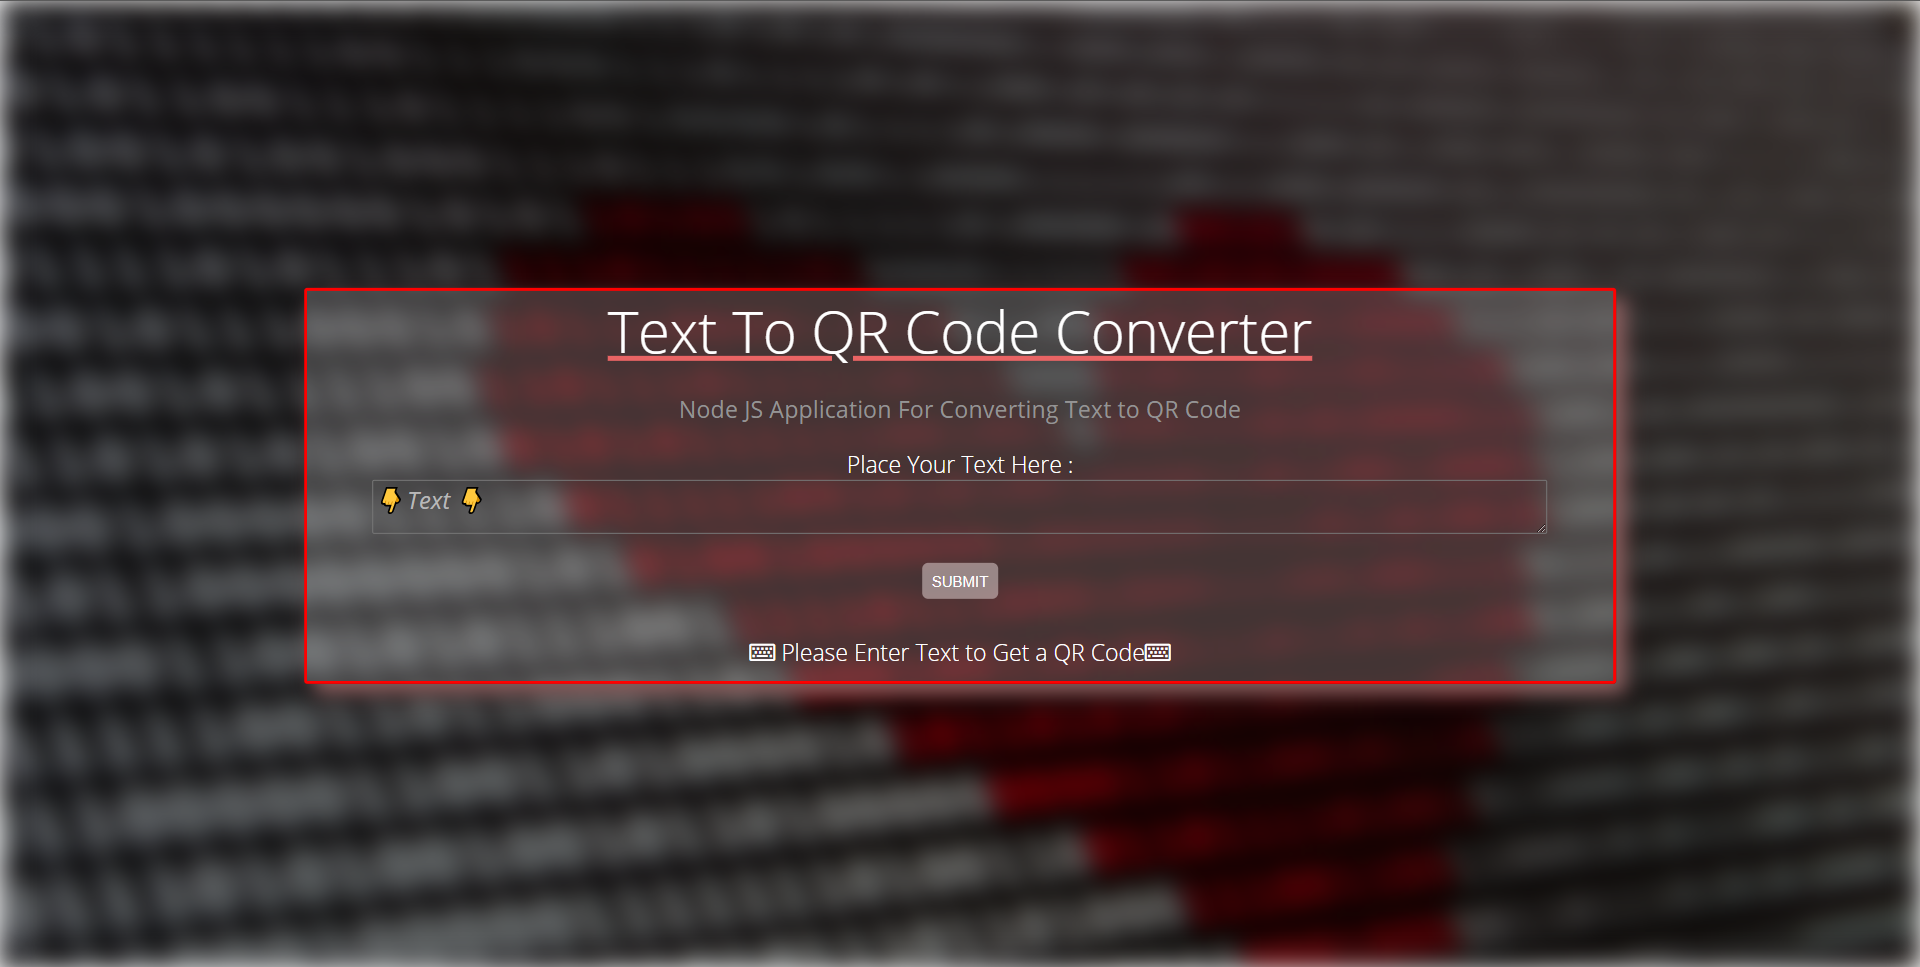 Text To QR Code Converter
Node JS Application For Converting Text to QR Code
Place Your Text Here :
👇 Text 👇
SUBMIT
⌨ Please Enter Text to Get a QR Code⌨